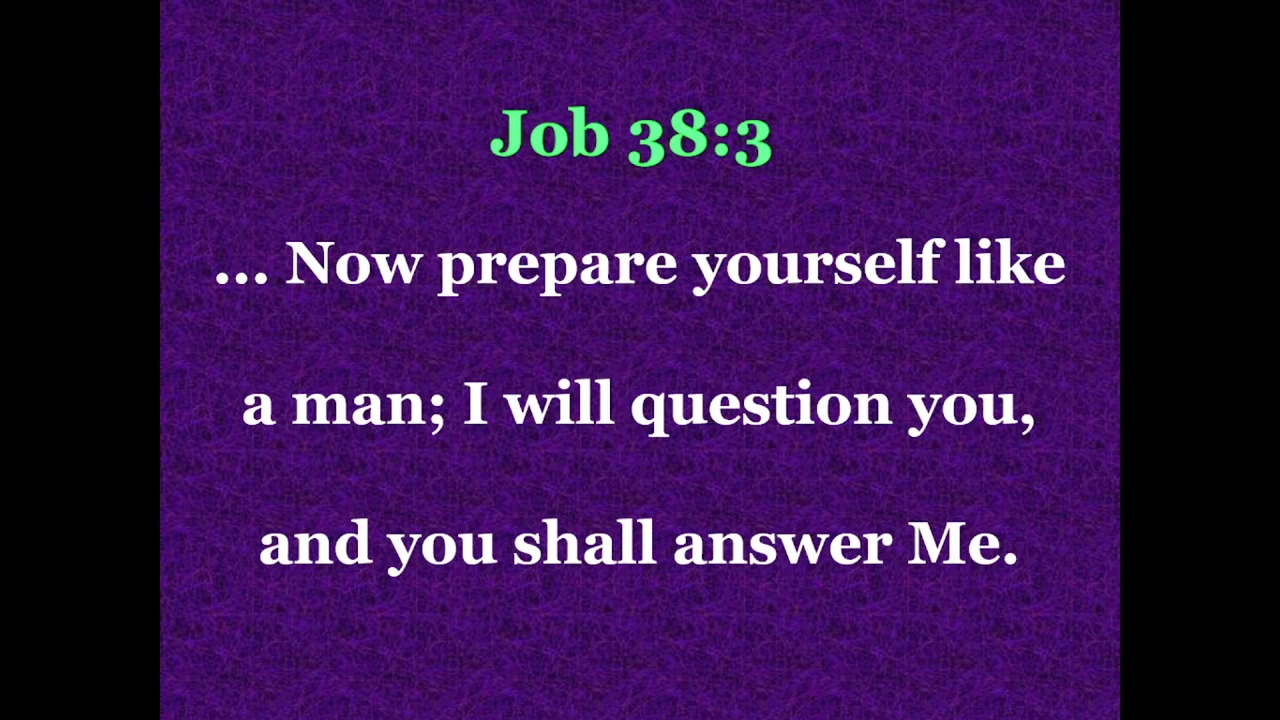 Job 38:3
... Now prepare yourself like
a man; I will question you,
and you shall answer Me.